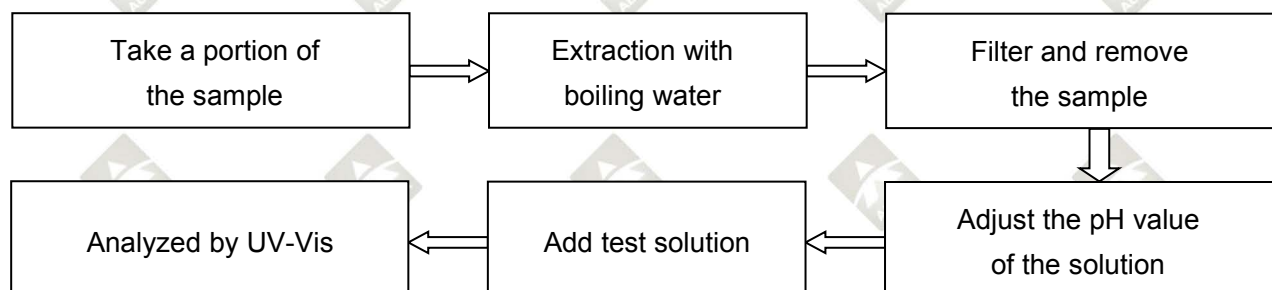 Take a portion of
the sample
Extraction with
boiling water
Filter and remove
the sample
Adjust the pH value
of the solution
Add test solution
Analyzed by UV-Vis